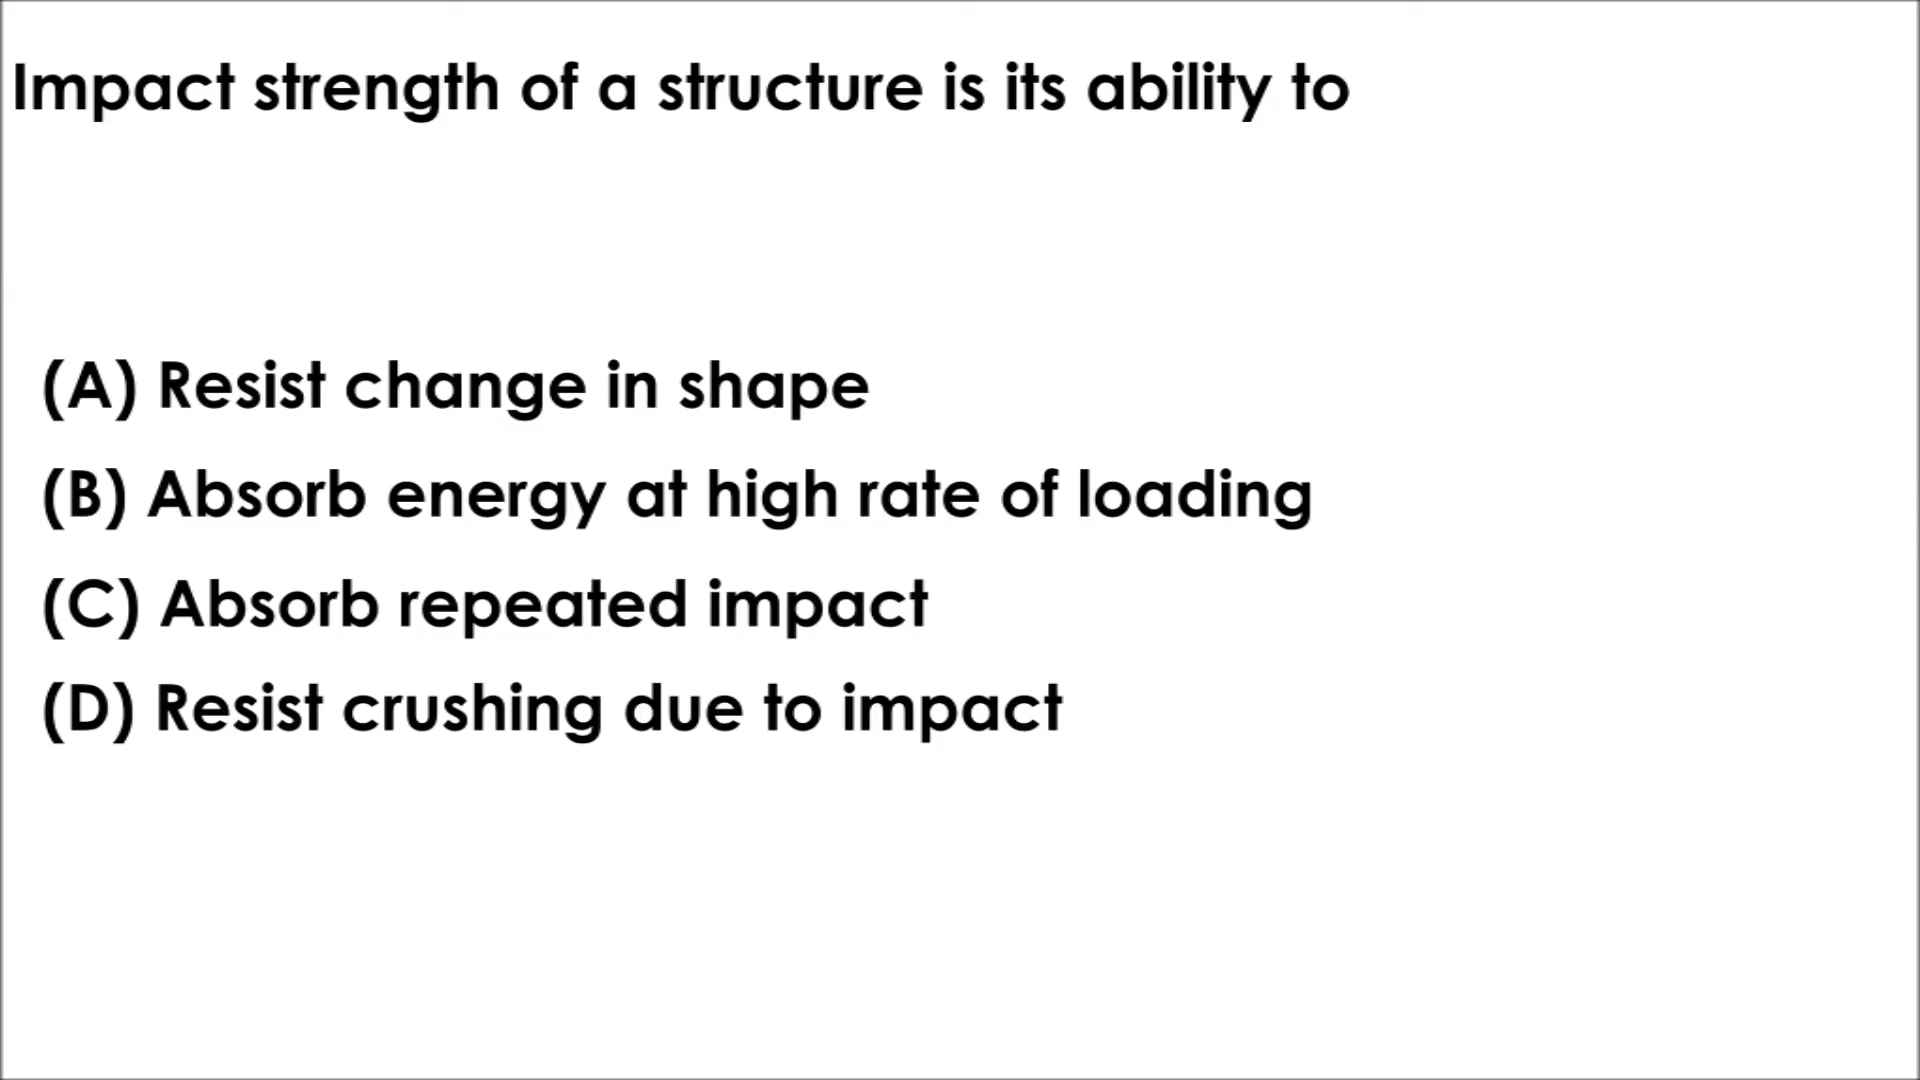 Impact strength of a structure is its ability to
(A) Resist change in shape
(B) Absorb energy at high rate of loading
(C) Absorb repeated impact
(D) Resist crushing due to impact